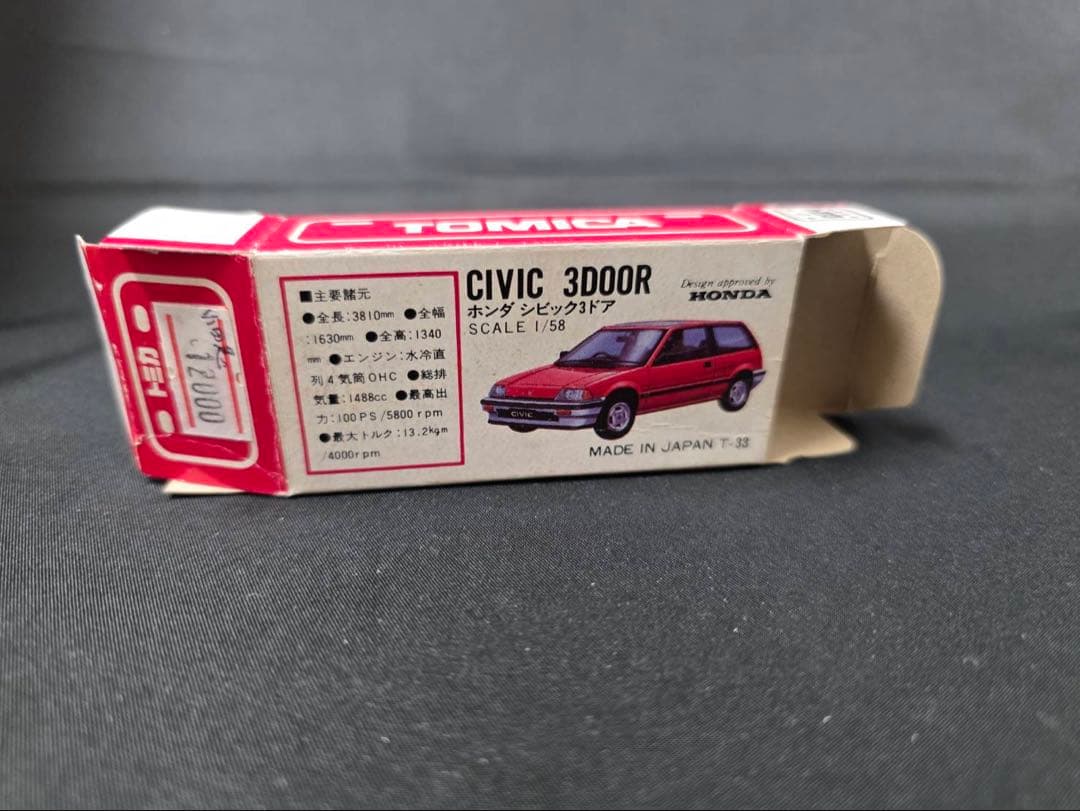 TOMICA
トミカ
12000
■主要諸元
●全長:3810mm ●全幅
:1630mm ●全高:1340
mm ●エンジン:水冷直
列4気筒OHC ●総排
気量:1488cc ●最高出
力:100PS/5800rpm
●最大トルク:13.2kgm
/4000rpm
CIVIC 3DOOR
ホンダ シビック3ドア
SCALE 1/58
Design approved by
HONDA
CIVIC
MADE IN JAPAN T-33